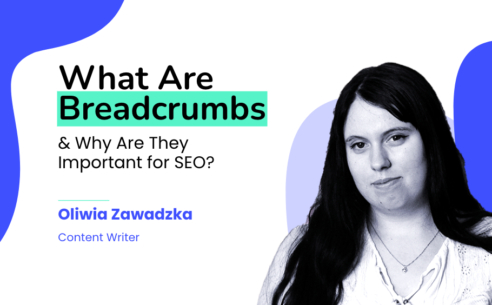 What Are
Breadcrumbs
& Why Are They
Important for SEO?
Oliwia Zawadzka
Content Writer